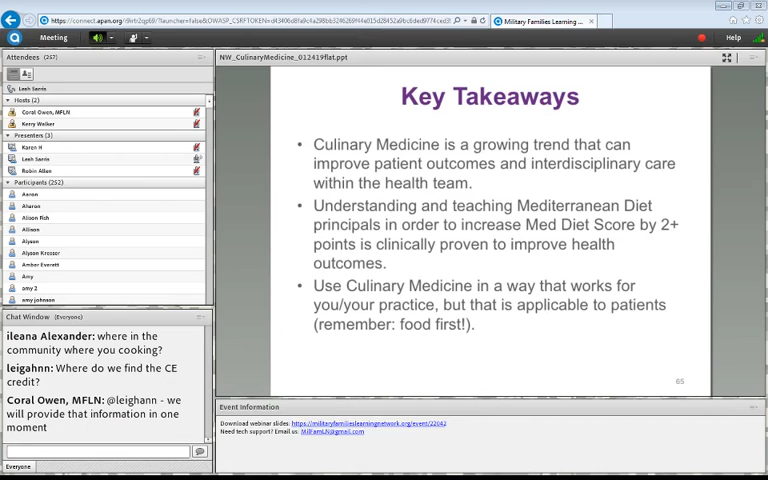 Military Families Learning ...
Meeting
Help
Attendees (257)
Leah Sarris
Hosts (2)
Coral Owen, MFLN
Kerry Walker
Presenters (3)
Karen H
Leah Sarris
Robin Allen
Participants (252)
Aaron
Aharon
Alison Fish
Allison
Alyson
Alyson Kresser
Amber Everett
Amy
amy 2
amy johnson
Chat Window (Everyone)
ileana Alexander: where in the
community where you cooking?
leigahnn: Where do we find the CE
credit?
Coral Owen, MFLN: @leighann - we
will provide that information in one
moment
Everyone
NW_CulinaryMedicine_012419flat.ppt
Key Takeaways
• Culinary Medicine is a growing trend that can
improve patient outcomes and interdisciplinary care
within the health team.
• Understanding and teaching Mediterranean Diet
principals in order to increase Med Diet Score by 2+
points is clinically proven to improve health
outcomes.
• Use Culinary Medicine in a way that works for
you/your practice, but that is applicable to patients
(remember: food first!).
65
Event Information
Download webinar slides: https://militaryfamilieslearningnetwork.org/event/22042
Need tech support? Email us: MilFamLN@gmail.com